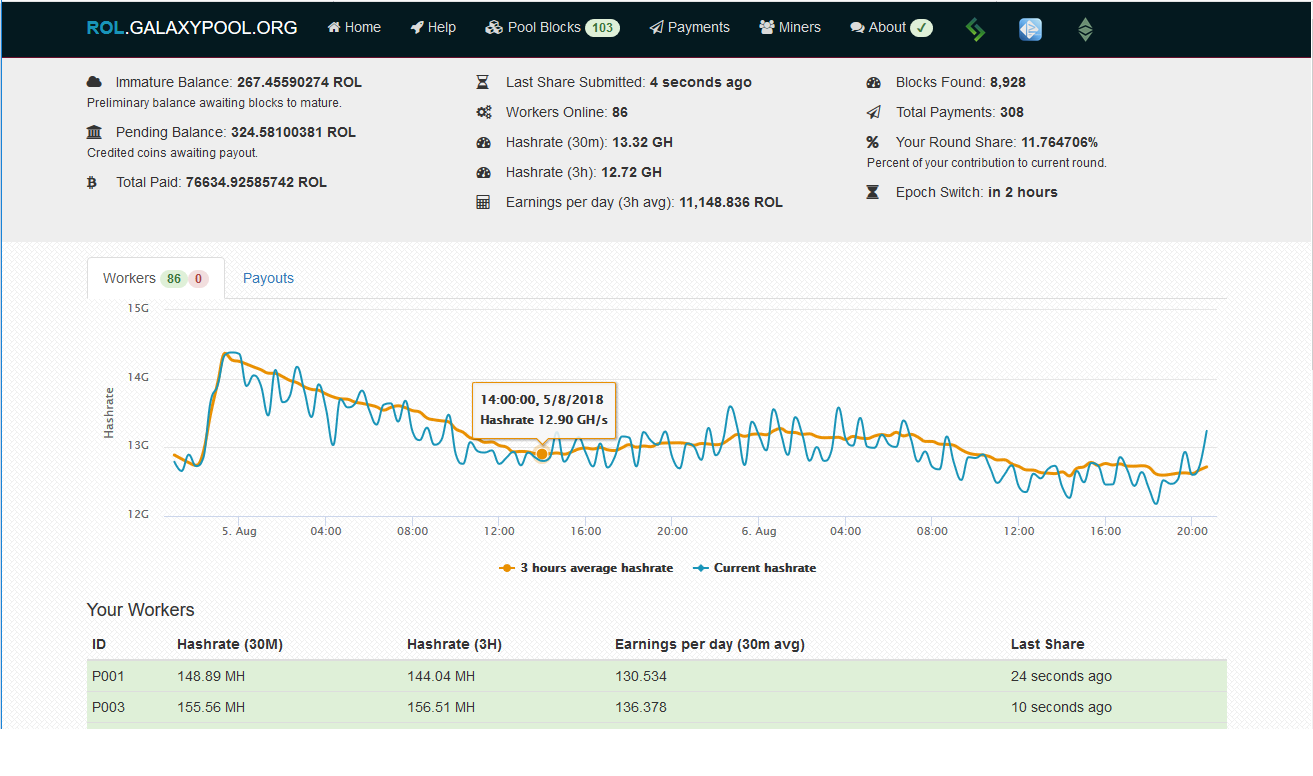 ROL.GALAXYPOOL.ORG Home Help Pool Blocks 103 Payments Miners About
Immature Balance: 267.45590274 ROL
Preliminary balance awaiting blocks to mature.
Pending Balance: 324.58100381 ROL
Credited coins awaiting payout.
Total Paid: 76634.92585742 ROL
Last Share Submitted: 4 seconds ago
Workers Online: 86
Hashrate (30m): 13.32 GH
Hashrate (3h): 12.72 GH
Earnings per day (3h avg): 11,148.836 ROL
Blocks Found: 8,928
Total Payments: 308
Your Round Share: 11.764706%
Percent of your contribution to current round.
Epoch Switch: in 2 hours
Workers 86 0 Payouts
15G
14G
13G
12G
Hashrate
14:00:00, 5/8/2018
Hashrate 12.90 GH/s
5. Aug 04:00 08:00 12:00 16:00 20:00 6. Aug 04:00 08:00 12:00 16:00 20:00
3 hours average hashrate Current hashrate
Your Workers
ID Hashrate (30M) Hashrate (3H) Earnings per day (30m avg) Last Share
P001 148.89 MH 144.04 MH 130.534 24 seconds ago
P003 155.56 MH 156.51 MH 136.378 10 seconds ago